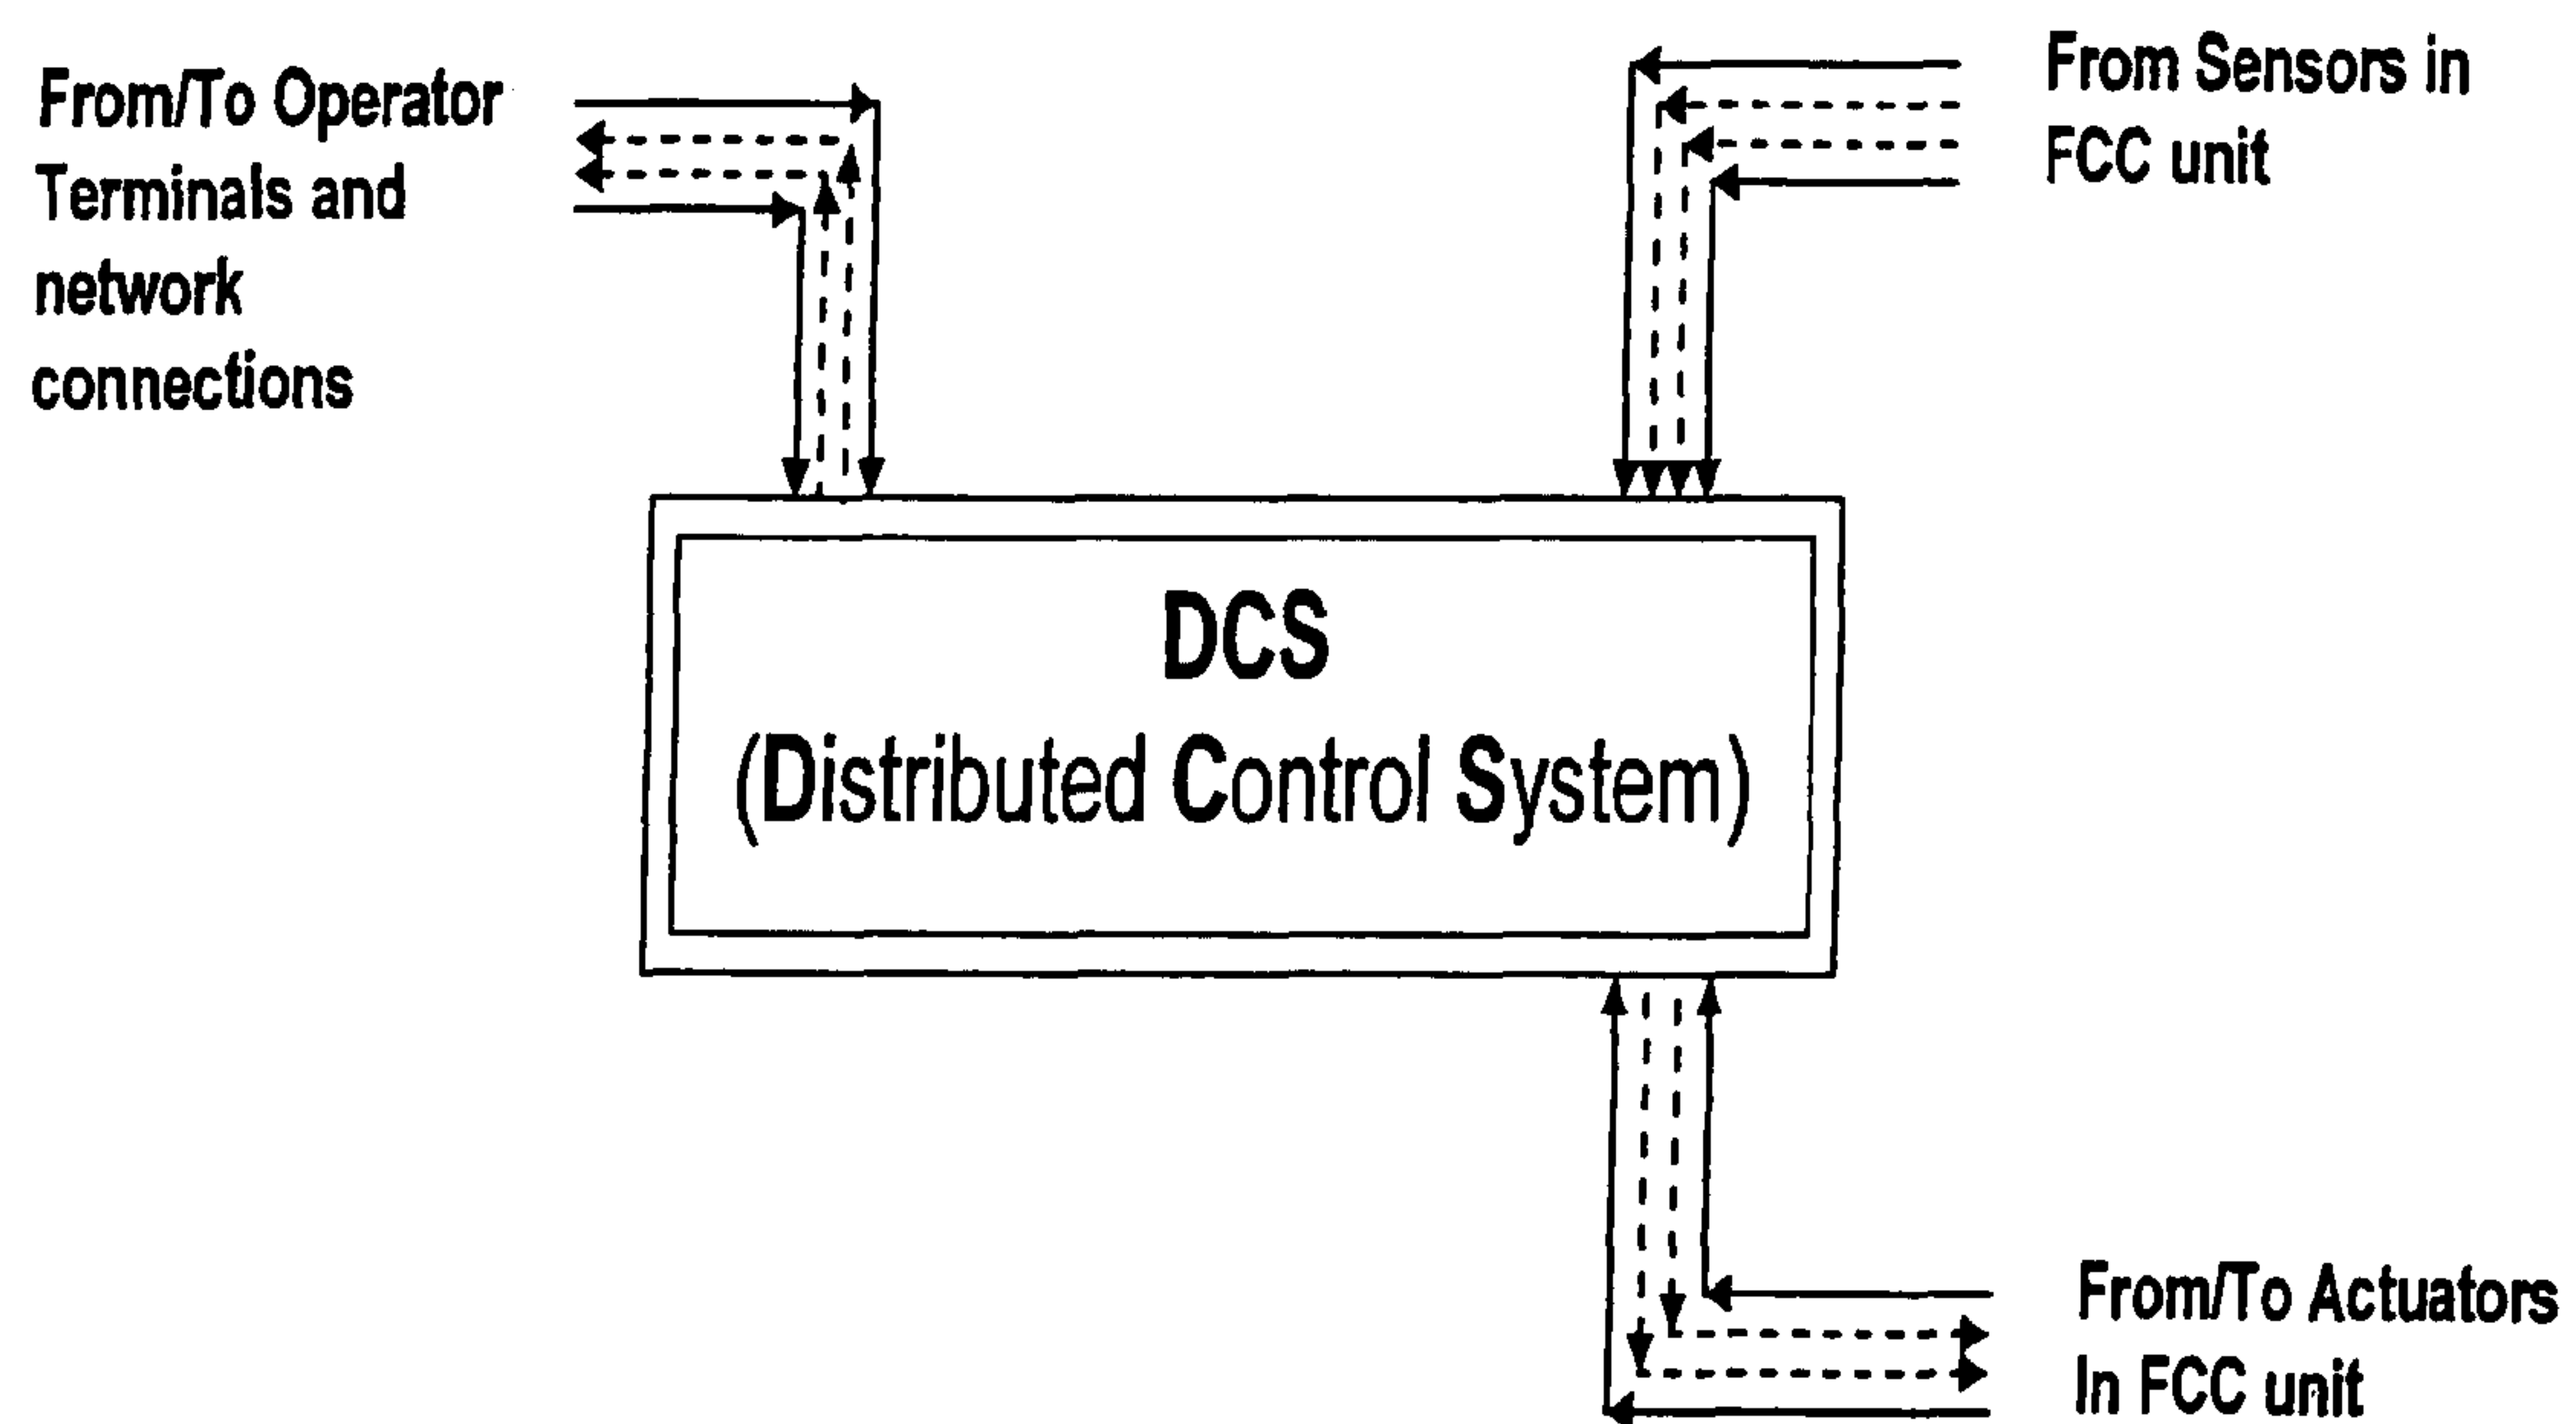 From/To Operator
Terminals and
network
connections
From Sensors in
FCC unit
DCS
(Distributed Control System)
From/To Actuators
In FCC unit